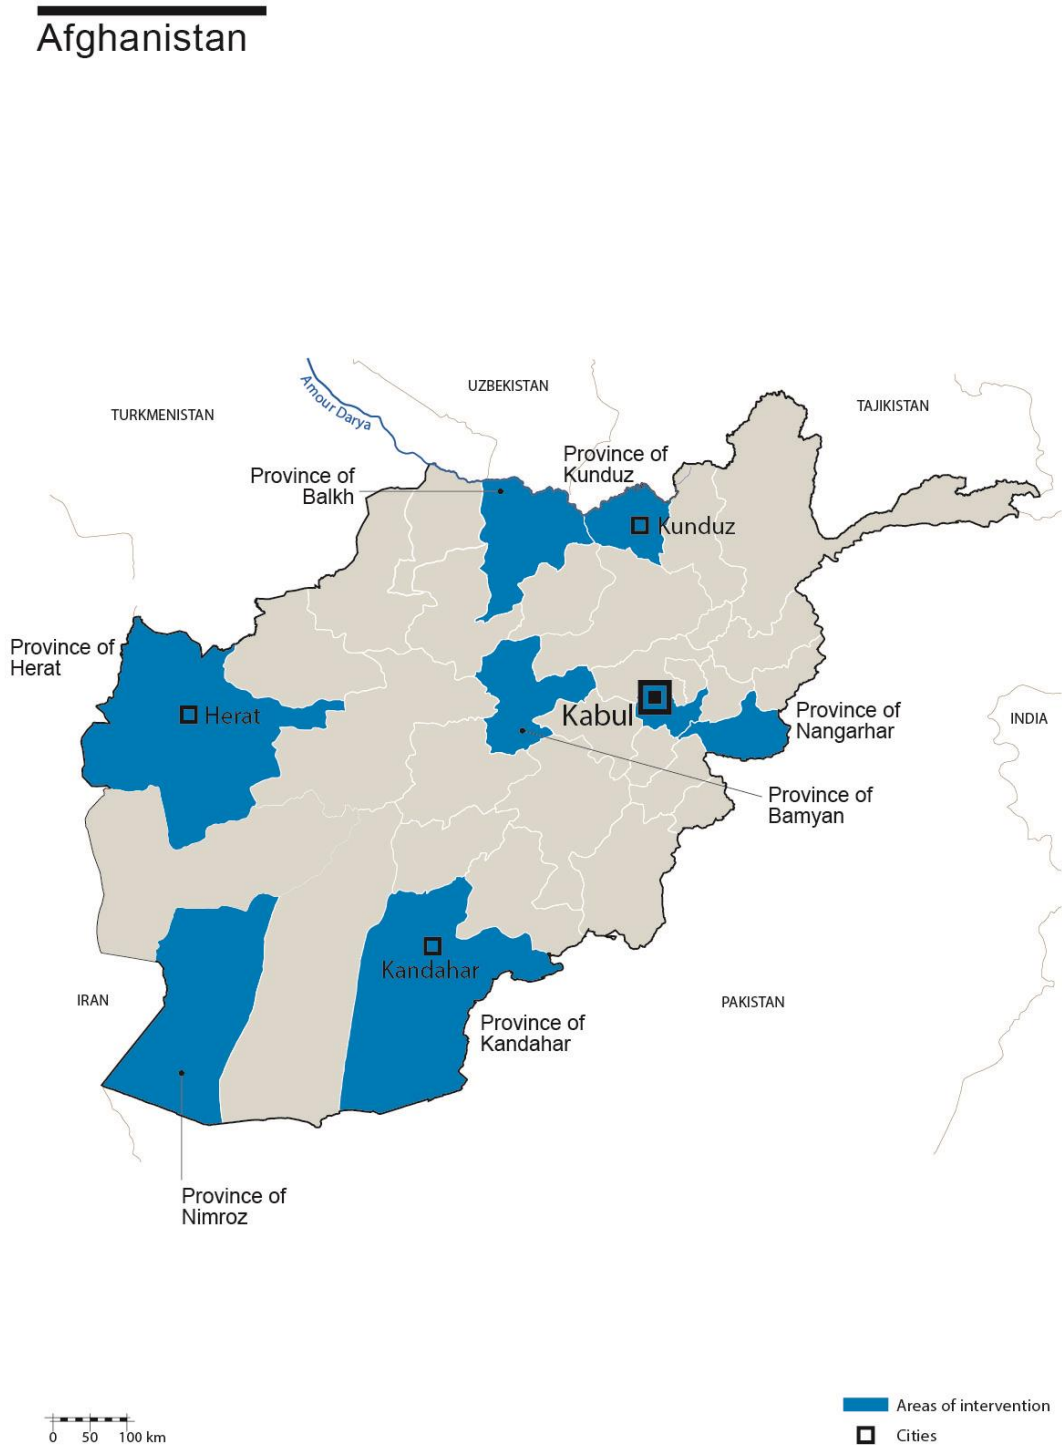 Afghanistan
UZBEKISTAN
TURKMENISTAN
TAJIKISTAN
Amour Darya
Province of
Kunduz
Province of
Balkh
Kunduz
Province of
Herat
Herat
Kabul
Province of
Nangarhar
INDIA
Province of
Bamyan
Kandahar
IRAN
PAKISTAN
Province of
Kandahar
Province of
Nimroz
Areas of intervention
Cities
0 50 100 km